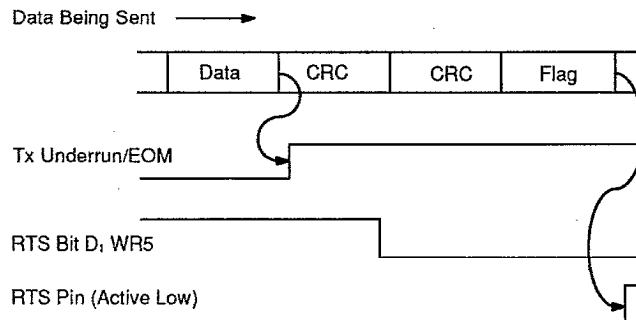 Data Being Sent
Data CRC CRC Flag
Tx Underrun/EOM
RTS Bit D₁ WR5
RTS Pin (Active Low)